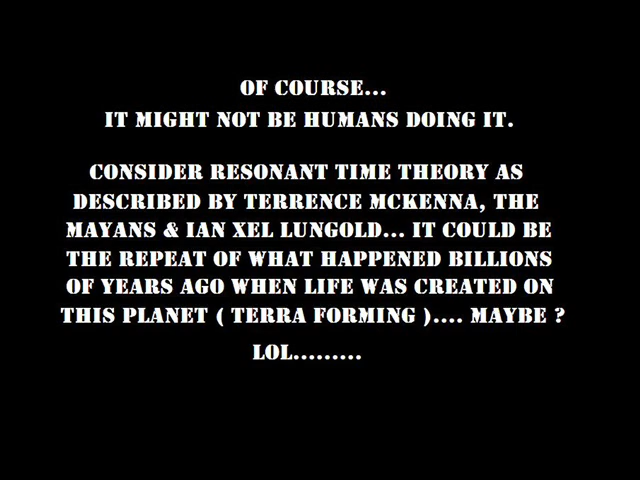 OF COURSE...
IT MIGHT NOT BE HUMANS DOING IT.
CONSIDER RESONANT TIME THEORY AS
DESCRIBED BY TERRENCE MCKENNA, THE
MAYANS & IAN XEL LUNGOLD... IT COULD BE
THE REPEAT OF WHAT HAPPENED BILLIONS
OF YEARS AGO WHEN LIFE WAS CREATED ON
THIS PLANET ( TERRA FORMING ).... MAYBE ?
LOL.........